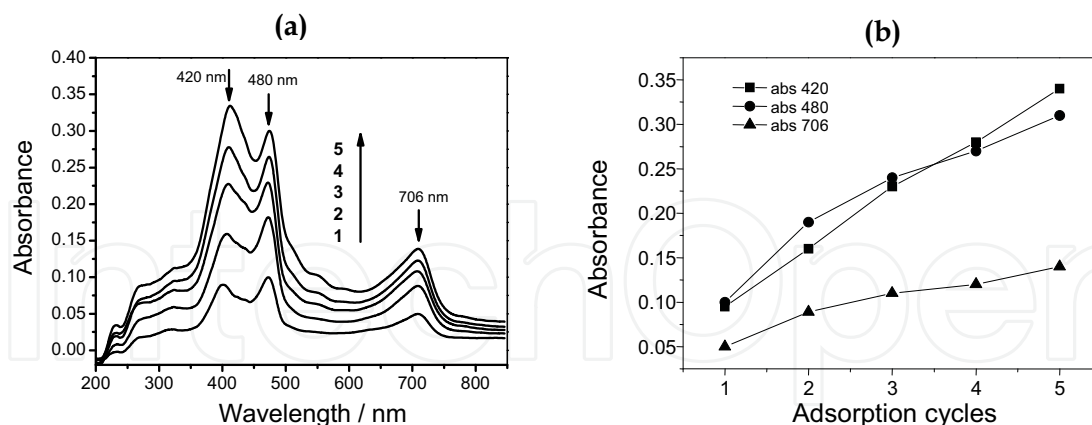 (a)
420 nm
480 nm
706 nm
5
4
3
2
1
0.40
0.35
0.30
0.25
0.20
0.15
0.10
0.05
0.00
Absorbance
200 300 400 500 600 700 800
Wavelength / nm
(b)
abs 420
abs 480
abs 706
0.35
0.30
0.25
0.20
0.15
0.10
0.05
Absorbance
1 2 3 4 5
Adsorption cycles
IntechOpen